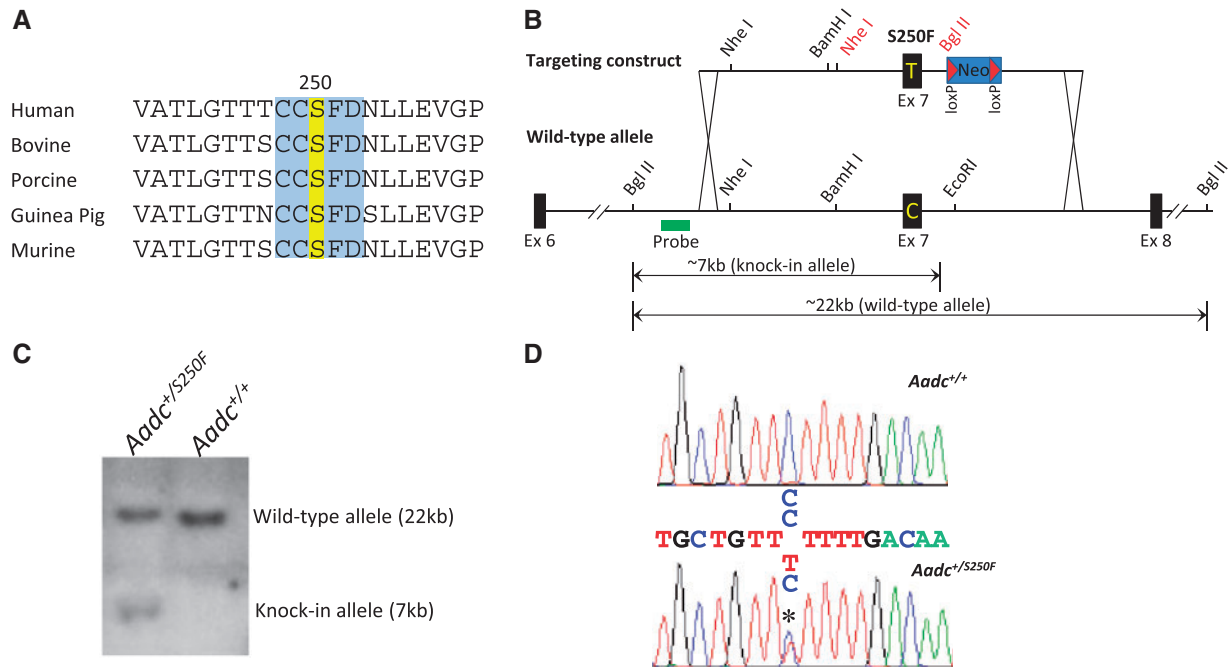 A
250
Human VATLGTTTCCSFDNLLEVGP
Bovine VATLGTTSCCSFDNLLEVGP
Porcine VATLGTTSCCSFDNLLEVGP
Guinea Pig VATLGTTNCCSFDSLLEVGP
Murine VATLGTTSCCSFDNLLEVGP
B
Targeting construct
Nhe I
BamH I
Nhe I
S250F
Bgl II
T
Neo
Ex 7
loxP
loxP
Wild-type allele
Bgl II
Nhe I
BamH I
EcoRI
Bgl II
C
Ex 6
Probe
Ex 7
Ex 8
~7kb (knock-in allele)
~22kb (wild-type allele)
C
Aadc+/S250F
Aadc+/+
Wild-type allele (22kb)
Knock-in allele (7kb)
D
Aadc+/+
C
C
TGCTGTT TTTTGACAA
T
C
Aadc+/S250F
*